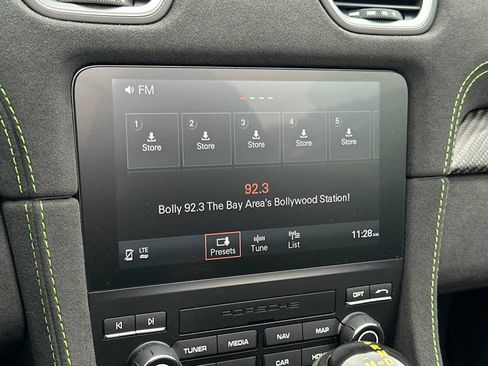 FM
1 2 3 4 5
Store Store Store Store Store
92.3
Bolly 92.3 The Bay Area's Bollywood Station!
LTE
Presets Tune List
11:28 AM
PORSCHE
OPT
TUNER MEDIA NAV MAP
CAR